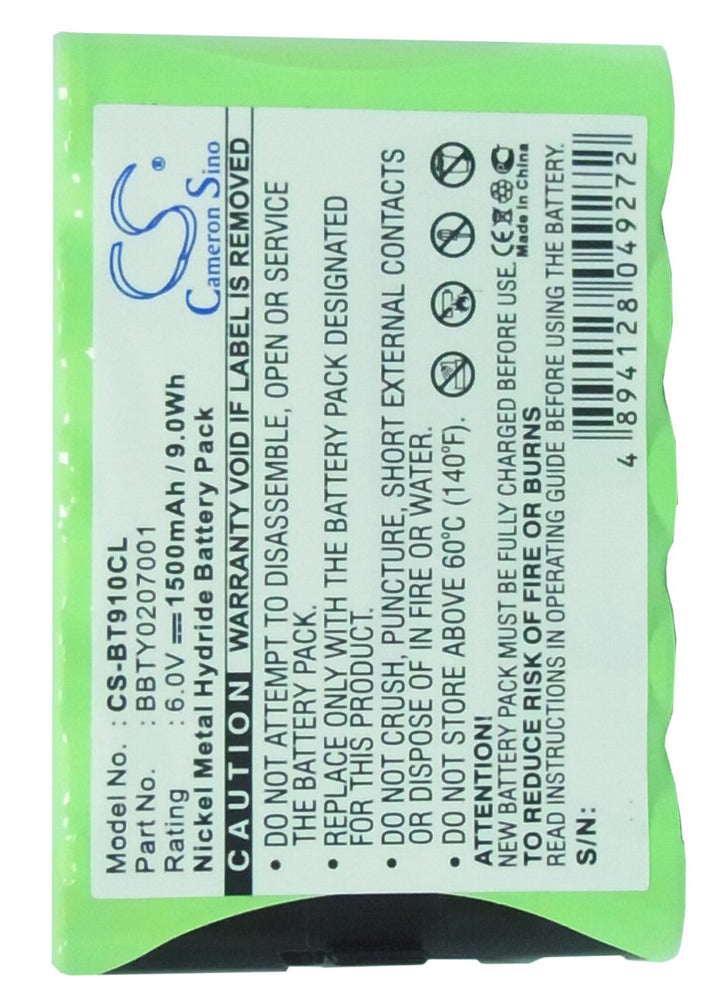 CS ®
Cameron Sino
Model No. : CS-BT910CL
Part No. : BBTY0207001
Rating : 6.0V 1500mAh / 9.0Wh
Nickel Metal Hydride Battery Pack
CAUTION WARRANTY VOID IF LABEL IS REMOVED
• DO NOT ATTEMPT TO DISASSEMBLE, OPEN OR SERVICE
THE BATTERY PACK.
• REPLACE ONLY WITH THE BATTERY PACK DESIGNATED
FOR THIS PRODUCT.
• DO NOT CRUSH, PUNCTURE, SHORT EXTERNAL CONTACTS
OR DISPOSE OF IN FIRE OR WATER.
• DO NOT STORE ABOVE 60ºC (140ºF).
ATTENTION!
NEW BATTERY PACK MUST BE FULLY CHARGED BEFORE USE.
TO REDUCE RISK OF FIRE OR BURNS
READ INSTRUCTIONS IN OPERATING GUIDE BEFORE USING THE BATTERY.
S/N:
CE
Made in China
4 894128 049272